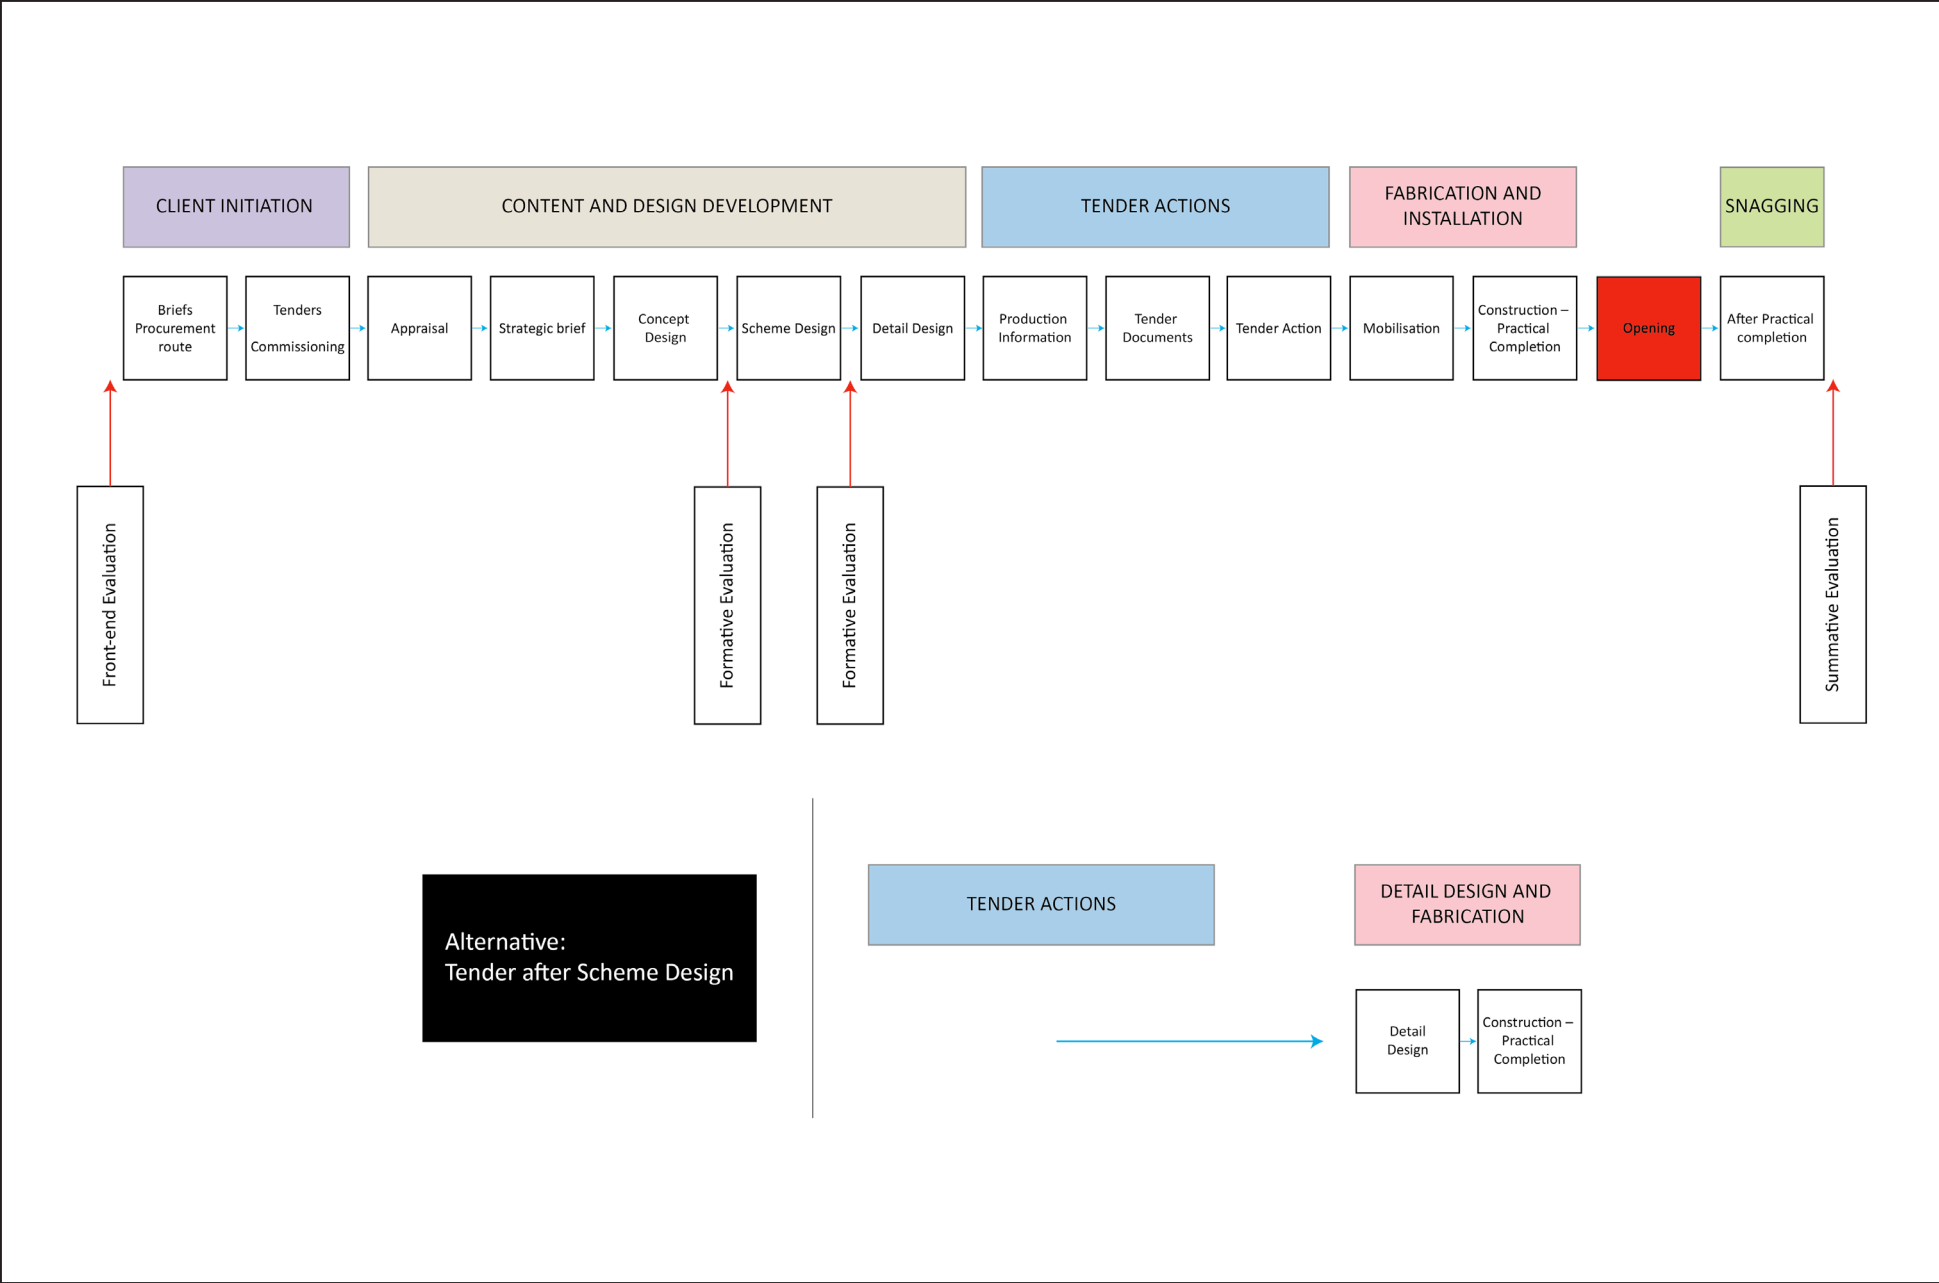 CLIENT INITIATION
CONTENT AND DESIGN DEVELOPMENT
TENDER ACTIONS
FABRICATION AND
INSTALLATION
SNAGGING
Briefs
Procurement
route
Tenders
Commissioning
Appraisal
Strategic brief
Concept
Design
Scheme Design
Detail Design
Production
Information
Tender
Documents
Tender Action
Mobilisation
Construction –
Practical
Completion
Opening
After Practical
completion
Front-end Evaluation
Formative Evaluation
Formative Evaluation
Summative Evaluation
Alternative:
Tender after Scheme Design
TENDER ACTIONS
DETAIL DESIGN AND
FABRICATION
Detail
Design
Construction –
Practical
Completion